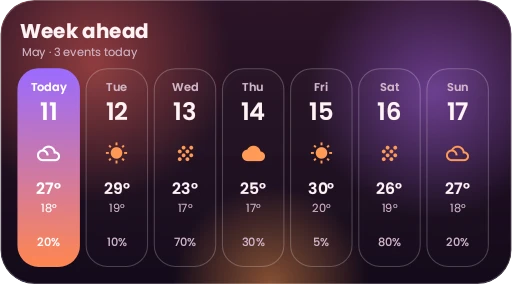 Week ahead
May · 3 events today
Today Tue Wed Thu Fri Sat Sun
11 12 13 14 15 16 17
27° 29° 23° 25° 30° 26° 27°
18° 19° 17° 17° 20° 19° 18°
20% 10% 70% 30% 5% 80% 20%